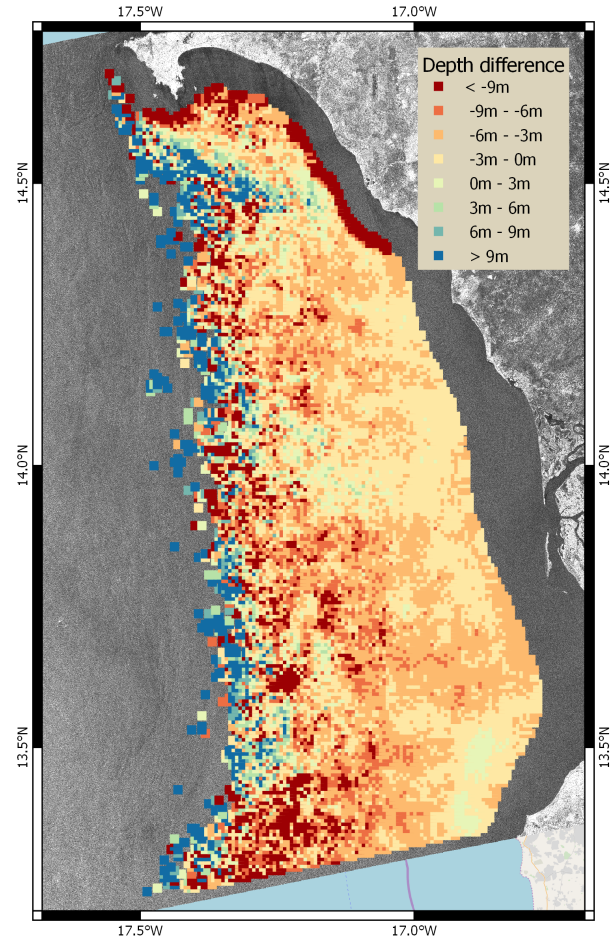 17.5°W 17.0°W
Depth difference
< -9m
-9m - -6m
-6m - -3m
-3m - 0m
0m - 3m
3m - 6m
6m - 9m
> 9m
14.5°N 14.5°N
14.0°N 14.0°N
13.5°N 13.5°N
17.5°W 17.0°W